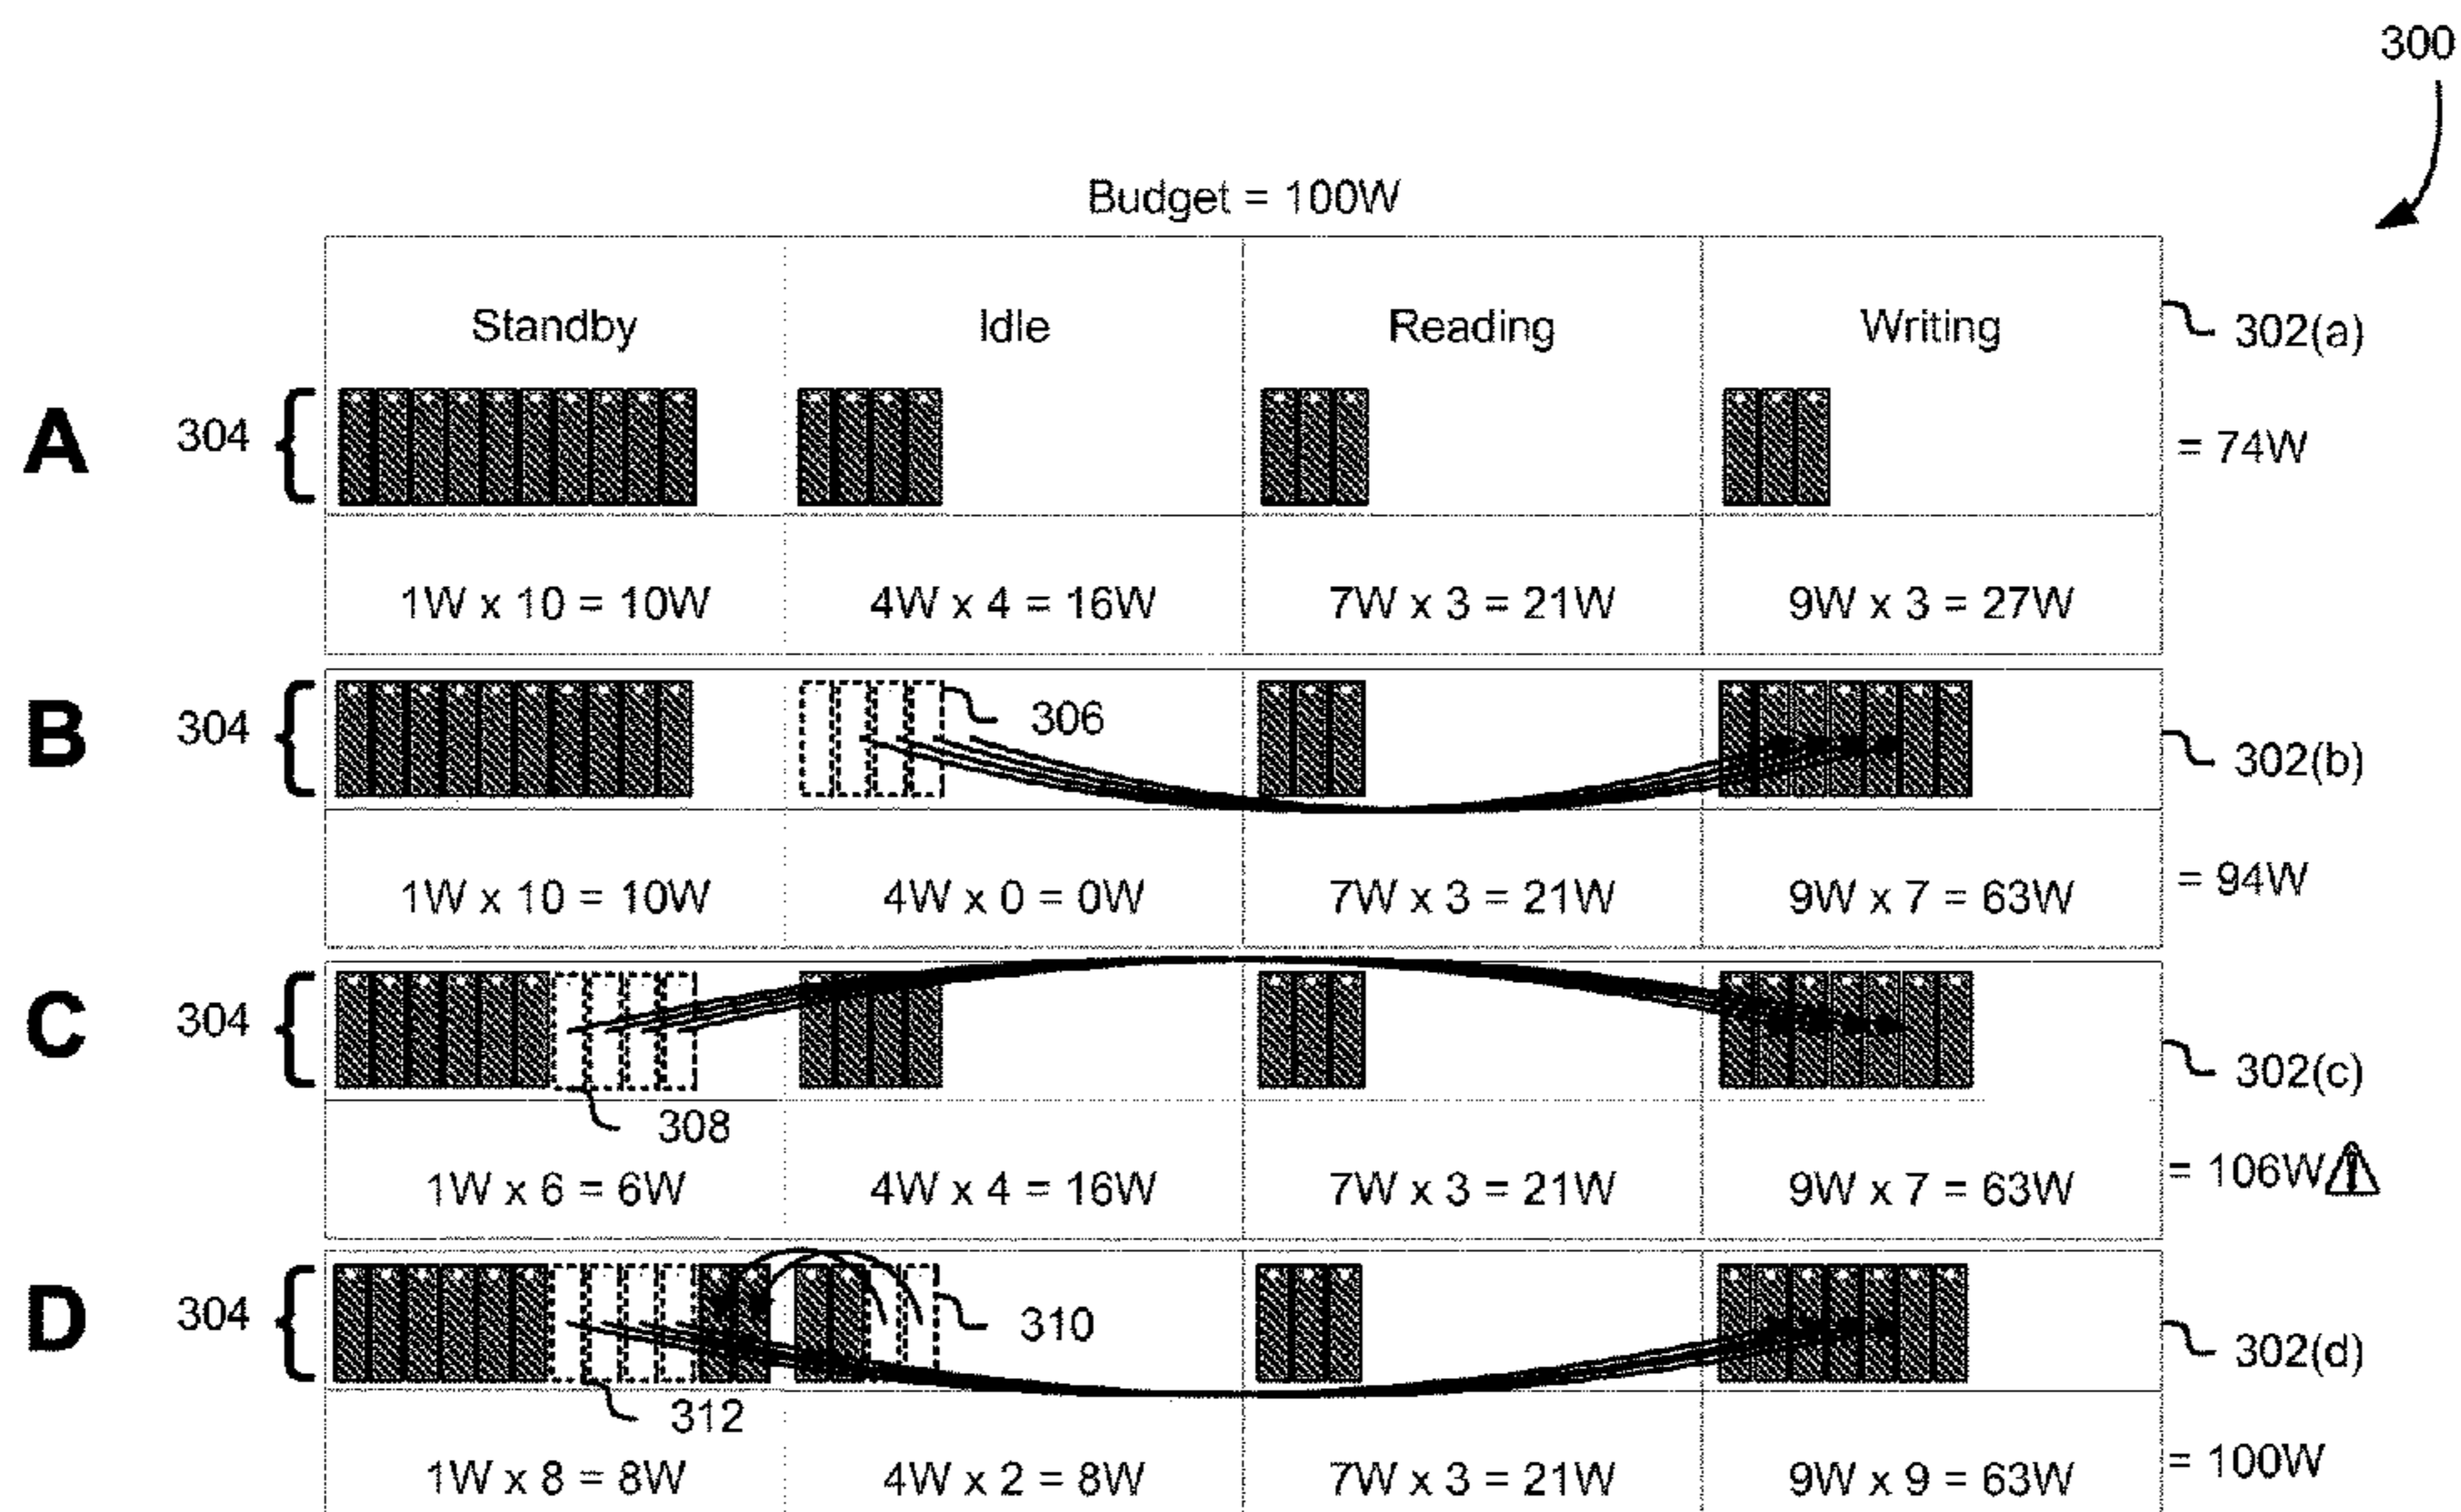 300
Budget = 100W
Standby Idle Reading Writing 302(a)
A 304 = 74W
1W x 10 = 10W 4W x 4 = 16W 7W x 3 = 21W 9W x 3 = 27W
B 304 306 302(b)
1W x 10 = 10W 4W x 0 = 0W 7W x 3 = 21W 9W x 7 = 63W = 94W
C 304 302(c)
308
1W x 6 = 6W 4W x 4 = 16W 7W x 3 = 21W 9W x 7 = 63W = 106W
D 304 310 302(d)
312
1W x 8 = 8W 4W x 2 = 8W 7W x 3 = 21W 9W x 9 = 63W = 100W